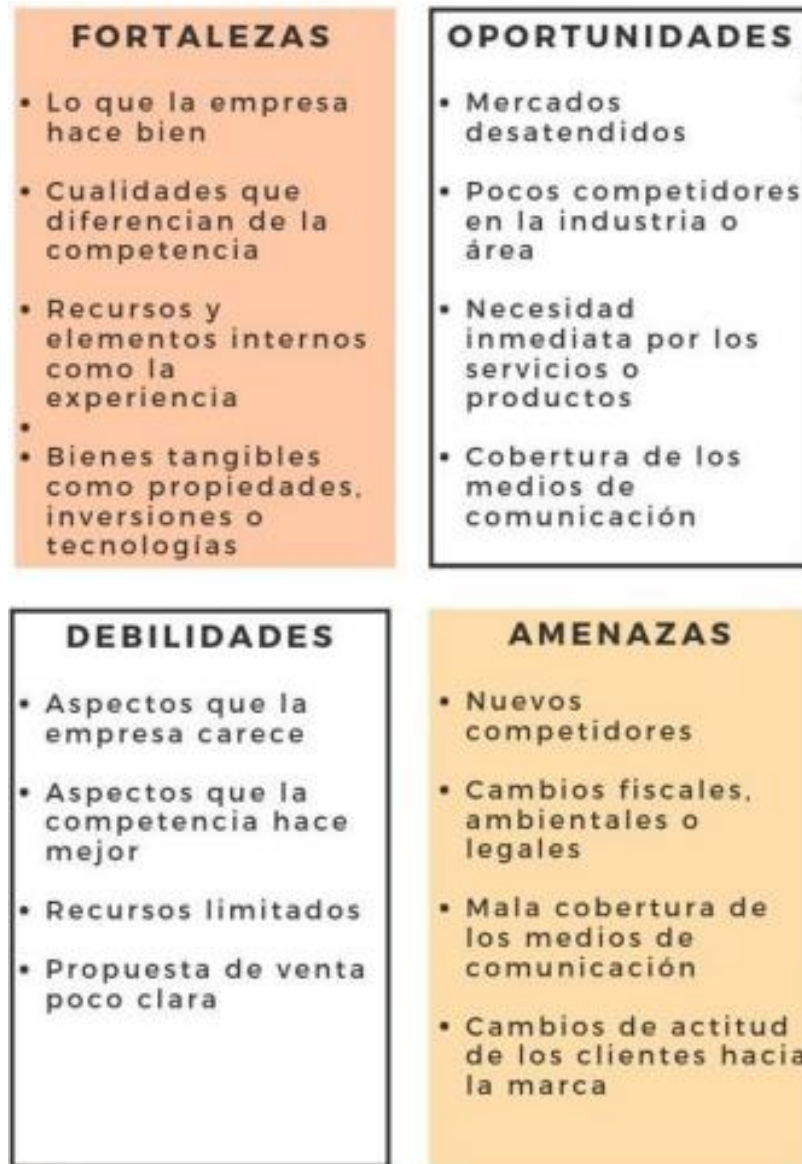 FORTALEZAS
• Lo que la empresa
hace bien
• Cualidades que
diferencian de la
competencia
• Recursos y
elementos internos
como la
experiencia
•
• Bienes tangibles
como propiedades,
inversiones o
tecnologías
OPORTUNIDADES
• Mercados
desatendidos
• Pocos competidores
en la industria o
área
• Necesidad
inmediata por los
servicios o
productos
• Cobertura de los
medios de
comunicación
DEBILIDADES
• Aspectos que la
empresa carece
• Aspectos que la
competencia hace
mejor
• Recursos limitados
• Propuesta de venta
poco clara
AMENAZAS
• Nuevos
competidores
• Cambios fiscales,
ambientales o
legales
• Mala cobertura de
los medios de
comunicación
• Cambios de actitud
de los clientes hacia
la marca